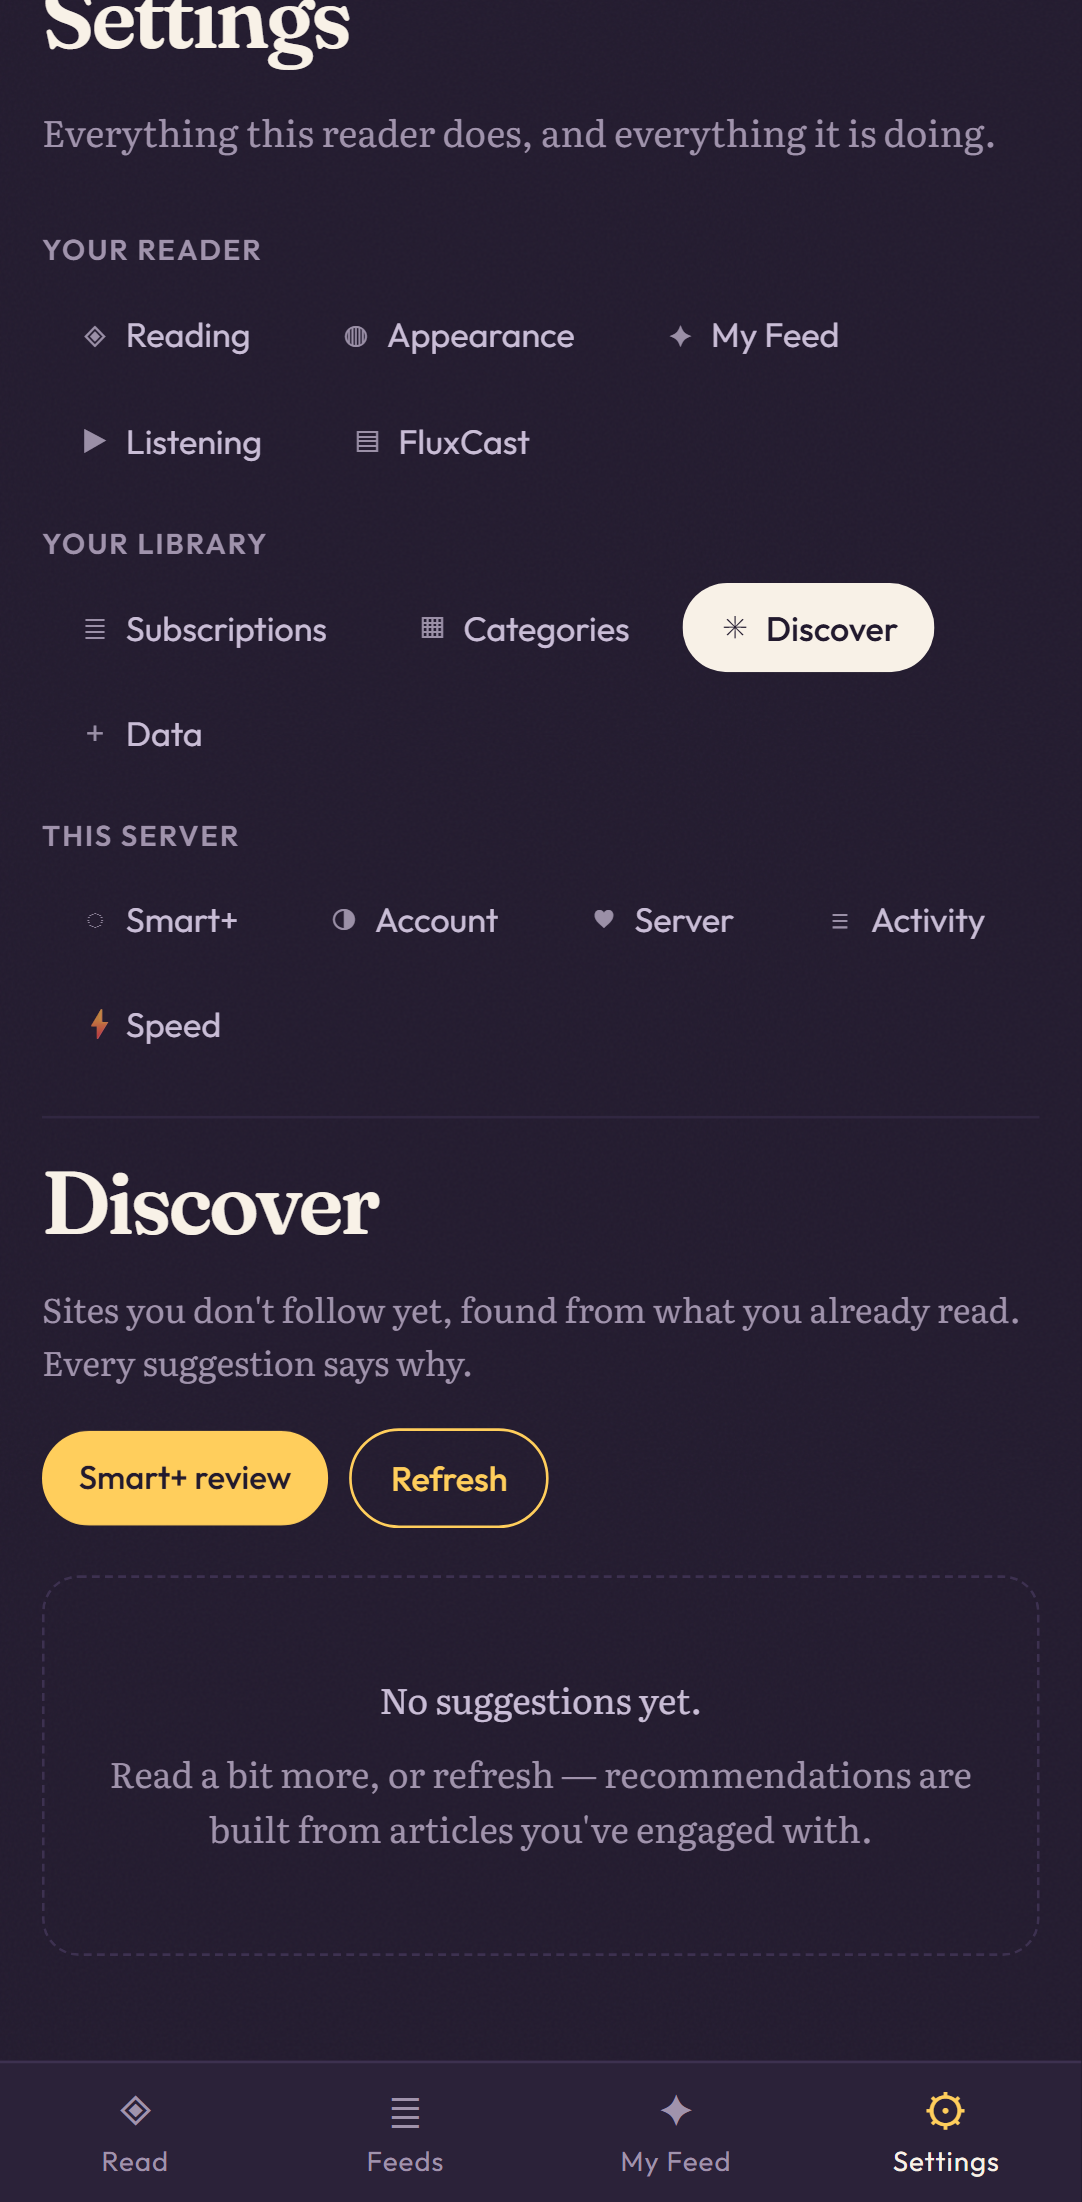 Settings
Everything this reader does, and everything it is doing.
YOUR READER
Reading
Appearance
My Feed
Listening
FluxCast
YOUR LIBRARY
Subscriptions
Categories
Discover
Data
THIS SERVER
Smart+
Account
Server
Activity
Speed
Discover
Sites you don't follow yet, found from what you already read.
Every suggestion says why.
Smart+ review
Refresh
No suggestions yet.
Read a bit more, or refresh — recommendations are
built from articles you've engaged with.
Read
Feeds
My Feed
Settings